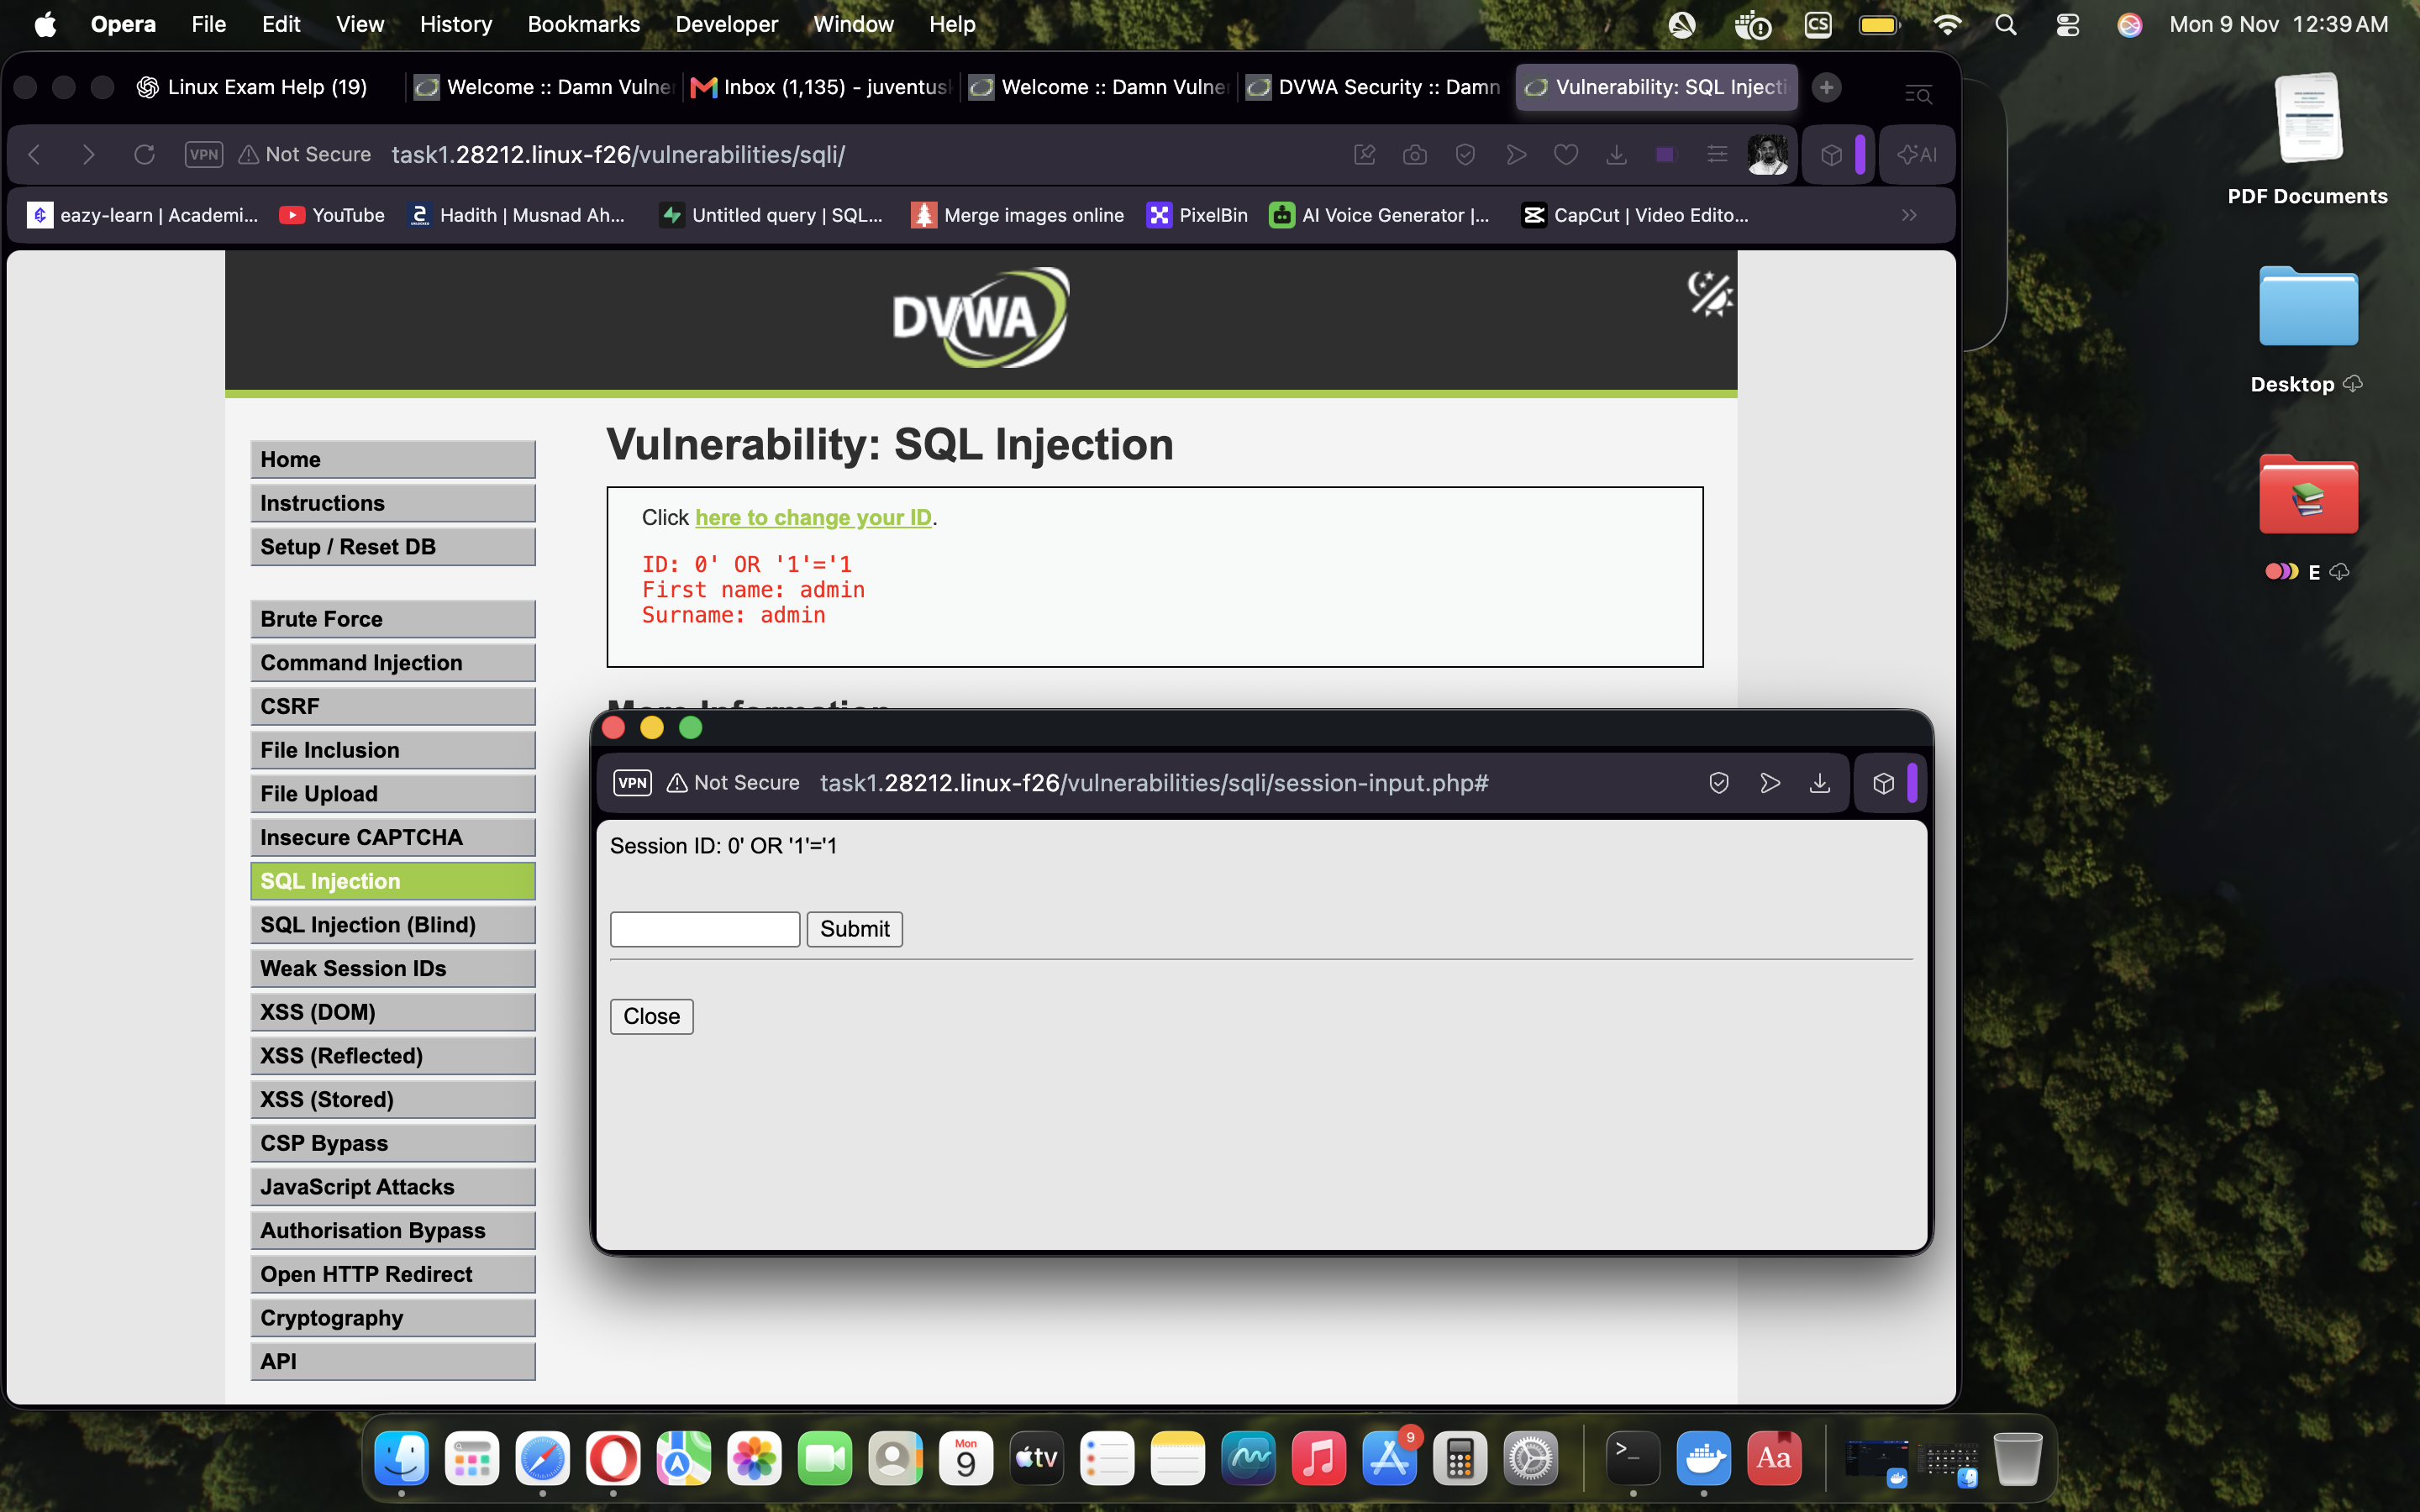 Opera File Edit View History Bookmarks Developer Window Help CS Mon 9 Nov 12:39 AM
Linux Exam Help (19) Welcome :: Damn Vulne Inbox (1,135) - juventus Welcome :: Damn Vulne DVWA Security :: Damn Vulnerability: SQL Injecti
VPN Not Secure task1.28212.linux-f26/vulnerabilities/sqli/ AI
eazy-learn | Academi... YouTube Hadith | Musnad Ah... Untitled query | SQL... Merge images online PixelBin AI Voice Generator |... CapCut | Video Edito...
PDF Documents
Desktop
E
DVWA
Home
Instructions
Setup / Reset DB
Brute Force
Command Injection
CSRF
File Inclusion
File Upload
Insecure CAPTCHA
SQL Injection
SQL Injection (Blind)
Weak Session IDs
XSS (DOM)
XSS (Reflected)
XSS (Stored)
CSP Bypass
JavaScript Attacks
Authorisation Bypass
Open HTTP Redirect
Cryptography
API
Vulnerability: SQL Injection
Click here to change your ID.
ID: 0' OR '1'='1
First name: admin
Surname: admin
More Information
VPN Not Secure task1.28212.linux-f26/vulnerabilities/sqli/session-input.php#
Session ID: 0' OR '1'='1
Submit
Close
Mon
9
tv
9
>_
Aa